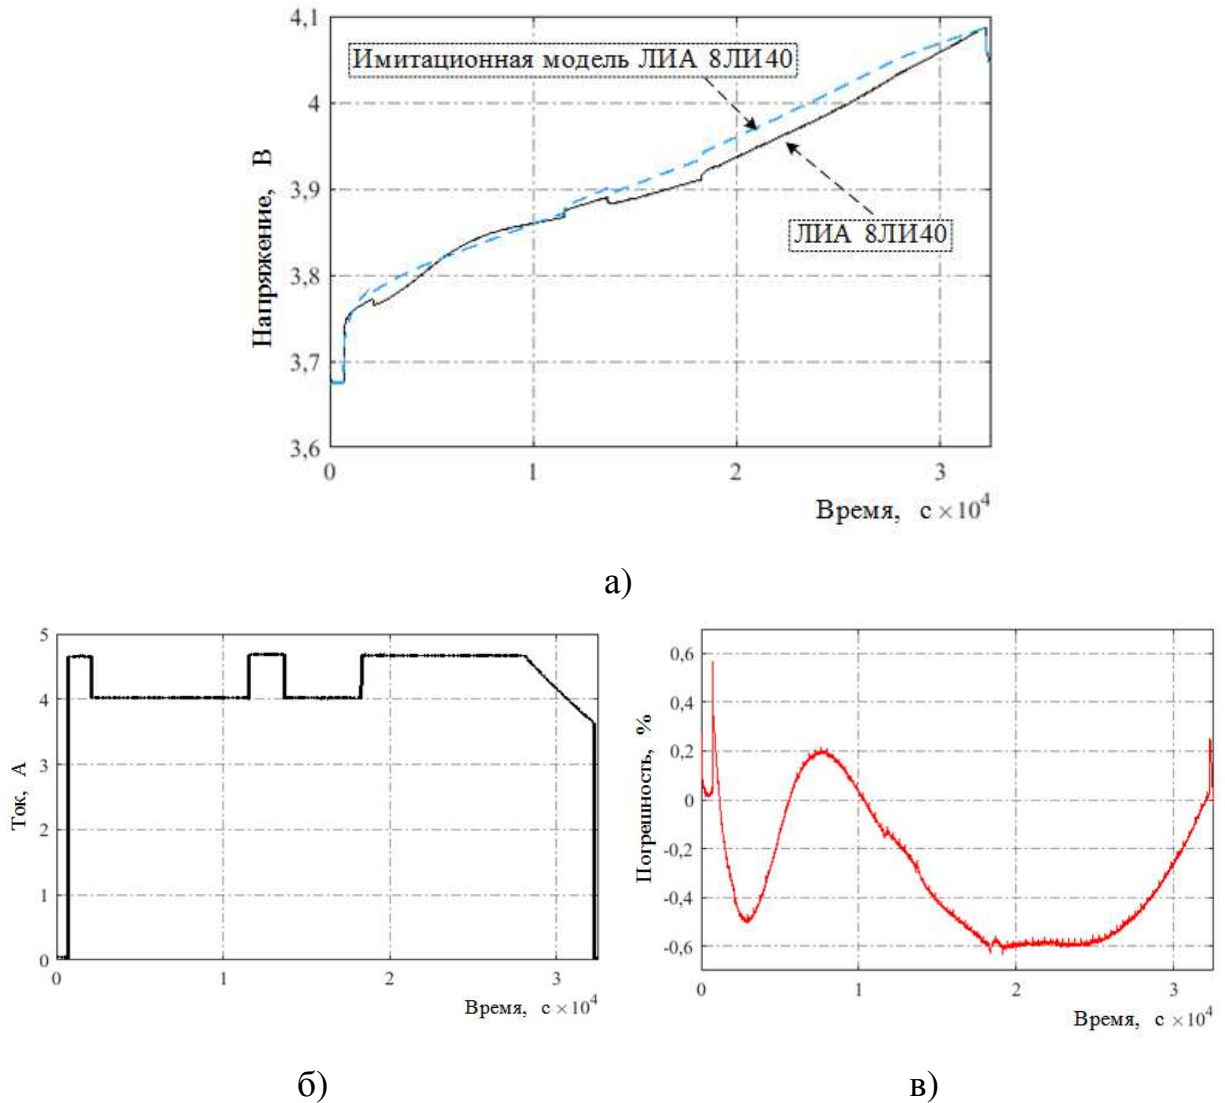 4,1
Имитационная модель ЛИА 8ЛИ40
4
3,9
ЛИА 8ЛИ40
3,8
3,7
3,6
Напряжение, В
0 1 2 3
Время, с ×10⁴
а)
5
4
3
2
1
0
Ток, А
0 1 2 3
Время, с ×10⁴
б)
0,6
0,4
0,2
0
-0,2
-0,4
-0,6
Погрешность, %
0 1 2 3
Время, с ×10⁴
в)